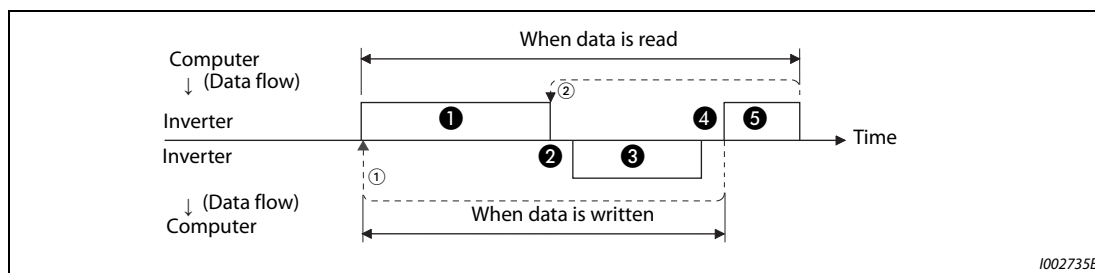 When data is read
Computer
↓ (Data flow)
②
Inverter
❶
❹
❺
Time
Inverter
❷
❸
①
↓ (Data flow)
Computer
When data is written
I002735E